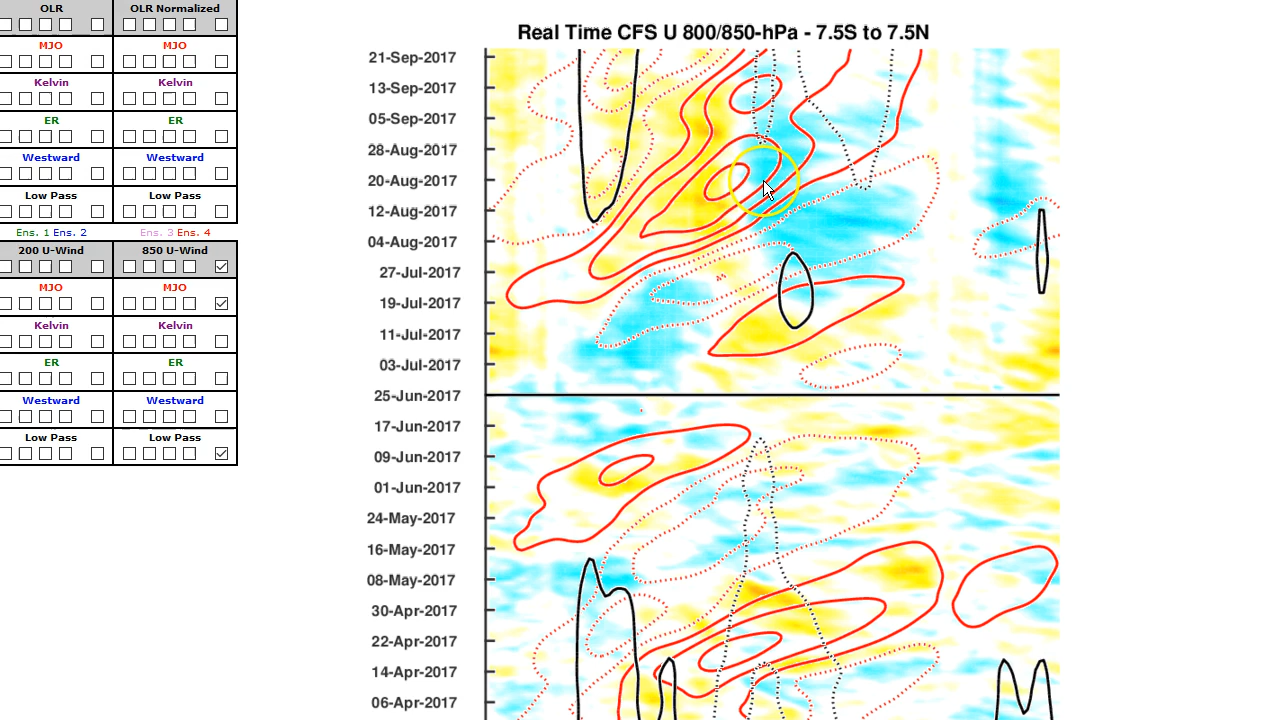 OLR OLR Normalized
MJO MJO
Kelvin Kelvin
ER ER
Westward Westward
Low Pass Low Pass
Ens. 1 Ens. 2 Ens. 3 Ens. 4
200 U-Wind 850 U-Wind
MJO MJO
Kelvin Kelvin
ER ER
Westward Westward
Low Pass Low Pass
Real Time CFS U 800/850-hPa - 7.5S to 7.5N
21-Sep-2017
13-Sep-2017
05-Sep-2017
28-Aug-2017
20-Aug-2017
12-Aug-2017
04-Aug-2017
27-Jul-2017
19-Jul-2017
11-Jul-2017
03-Jul-2017
25-Jun-2017
17-Jun-2017
09-Jun-2017
01-Jun-2017
24-May-2017
16-May-2017
08-May-2017
30-Apr-2017
22-Apr-2017
14-Apr-2017
06-Apr-2017